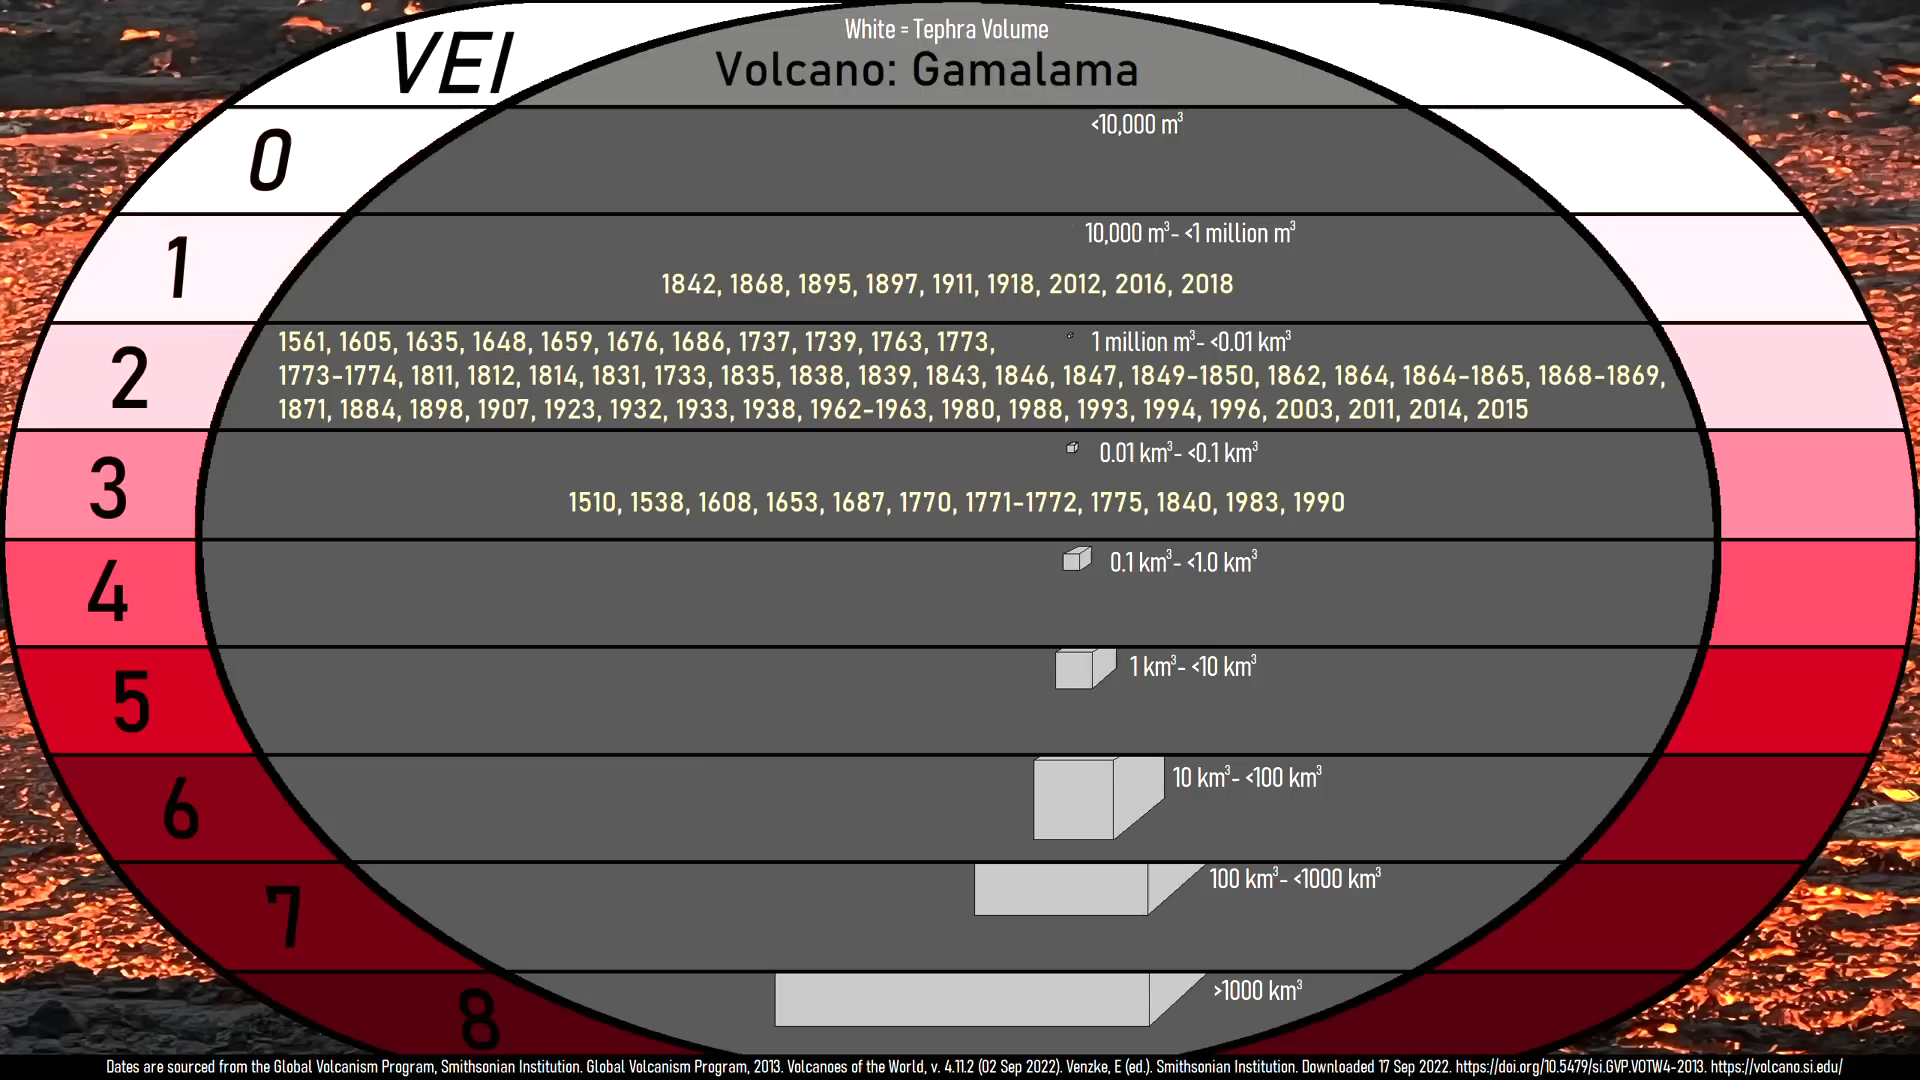 White = Tephra Volume
VEI
Volcano: Gamalama
<10,000 m³
0
10,000 m³- <1 million m³
1
1842, 1868, 1895, 1897, 1911, 1918, 2012, 2016, 2018
1561, 1605, 1635, 1648, 1659, 1676, 1686, 1737, 1739, 1763, 1773,
1 million m³- <0.01 km³
2
1773-1774, 1811, 1812, 1814, 1831, 1733, 1835, 1838, 1839, 1843, 1846, 1847, 1849-1850, 1862, 1864, 1864-1865, 1868-1869,
1871, 1884, 1898, 1907, 1923, 1932, 1933, 1938, 1962-1963, 1980, 1988, 1993, 1994, 1996, 2003, 2011, 2014, 2015
0.01 km³- <0.1 km³
3
1510, 1538, 1608, 1653, 1687, 1770, 1771-1772, 1775, 1840, 1983, 1990
0.1 km³- <1.0 km³
4
1 km³- <10 km³
5
10 km³- <100 km³
6
100 km³- <1000 km³
7
>1000 km³
8
Dates are sourced from the Global Volcanism Program, Smithsonian Institution. Global Volcanism Program, 2013. Volcanoes of the World, v. 4.11.2 (02 Sep 2022). Venzke, E (ed.). Smithsonian Institution. Downloaded 17 Sep 2022. https://doi.org/10.5479/si.GVP.VOTW4-2013. https://volcano.si.edu/